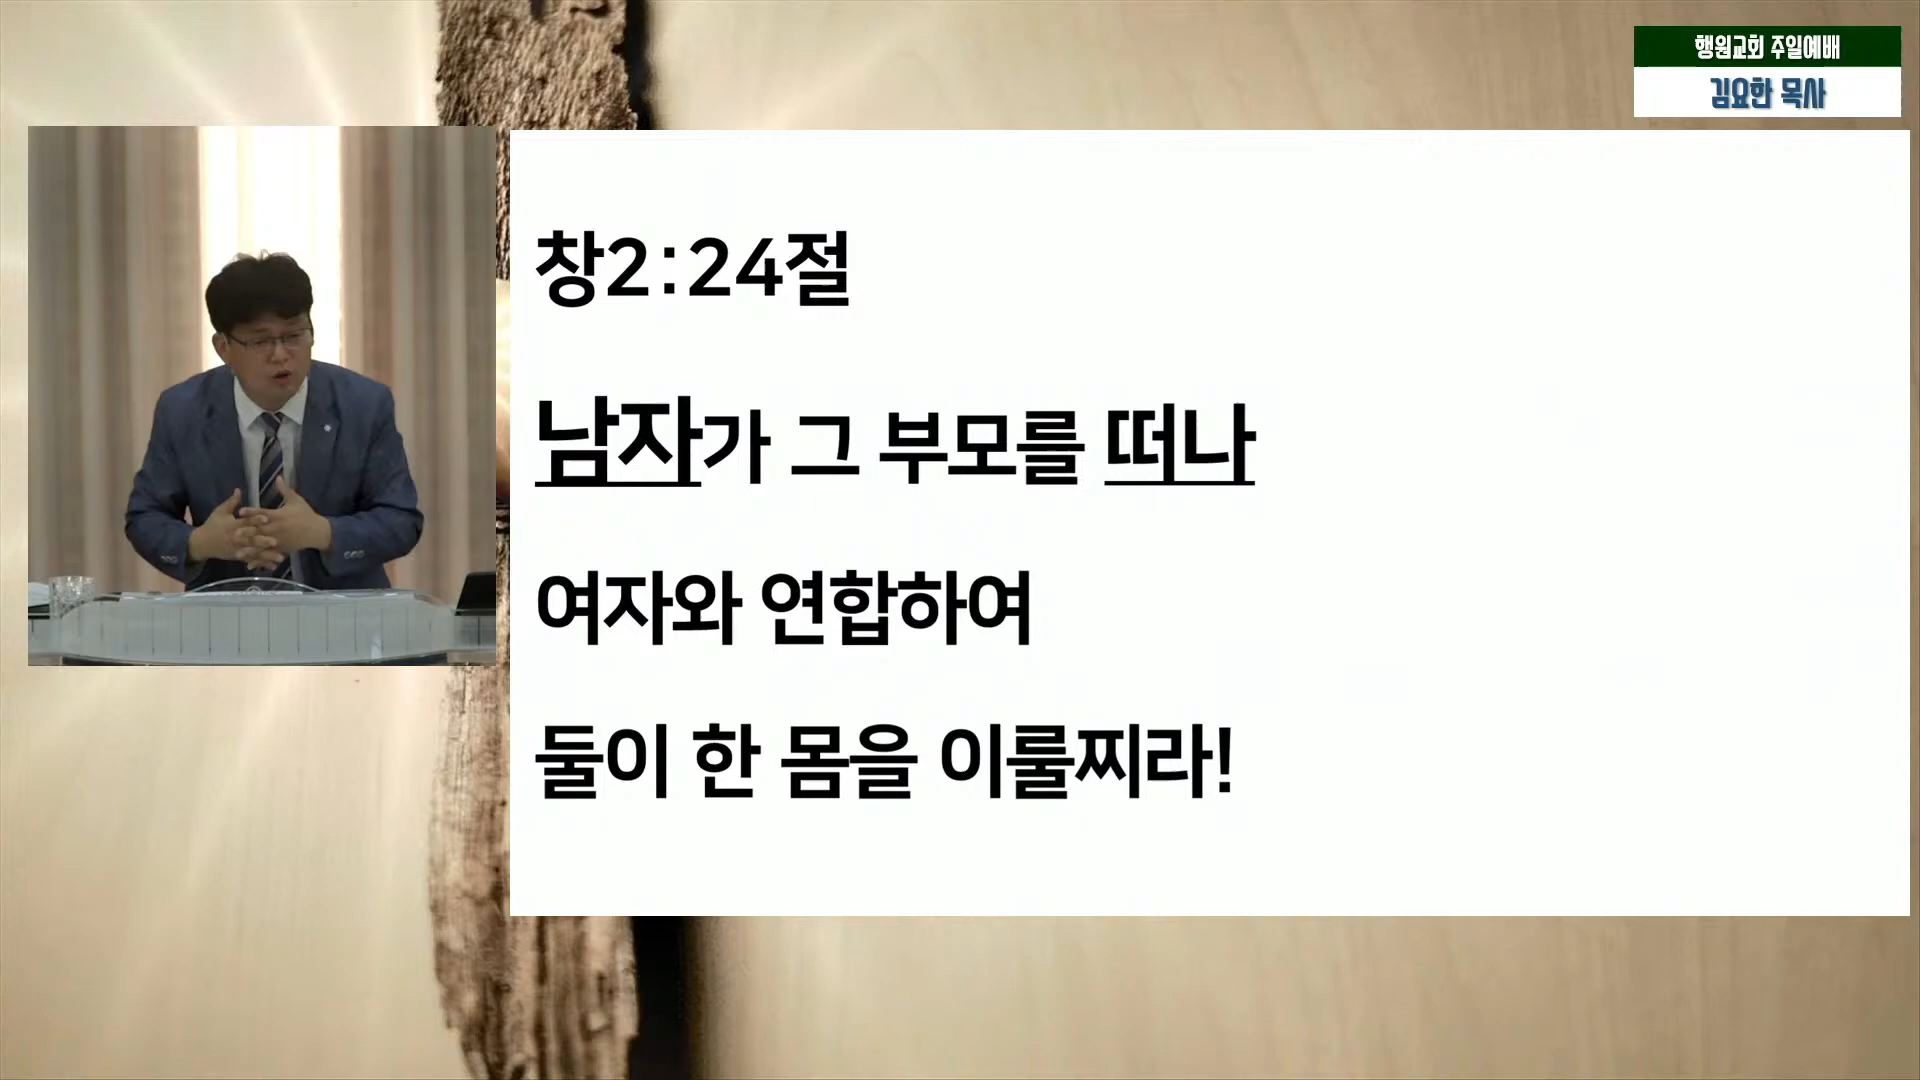 행원교회 주일예배
김요한 목사
창2:24절
남자가 그 부모를 떠나
여자와 연합하여
둘이 한 몸을 이룰찌라!